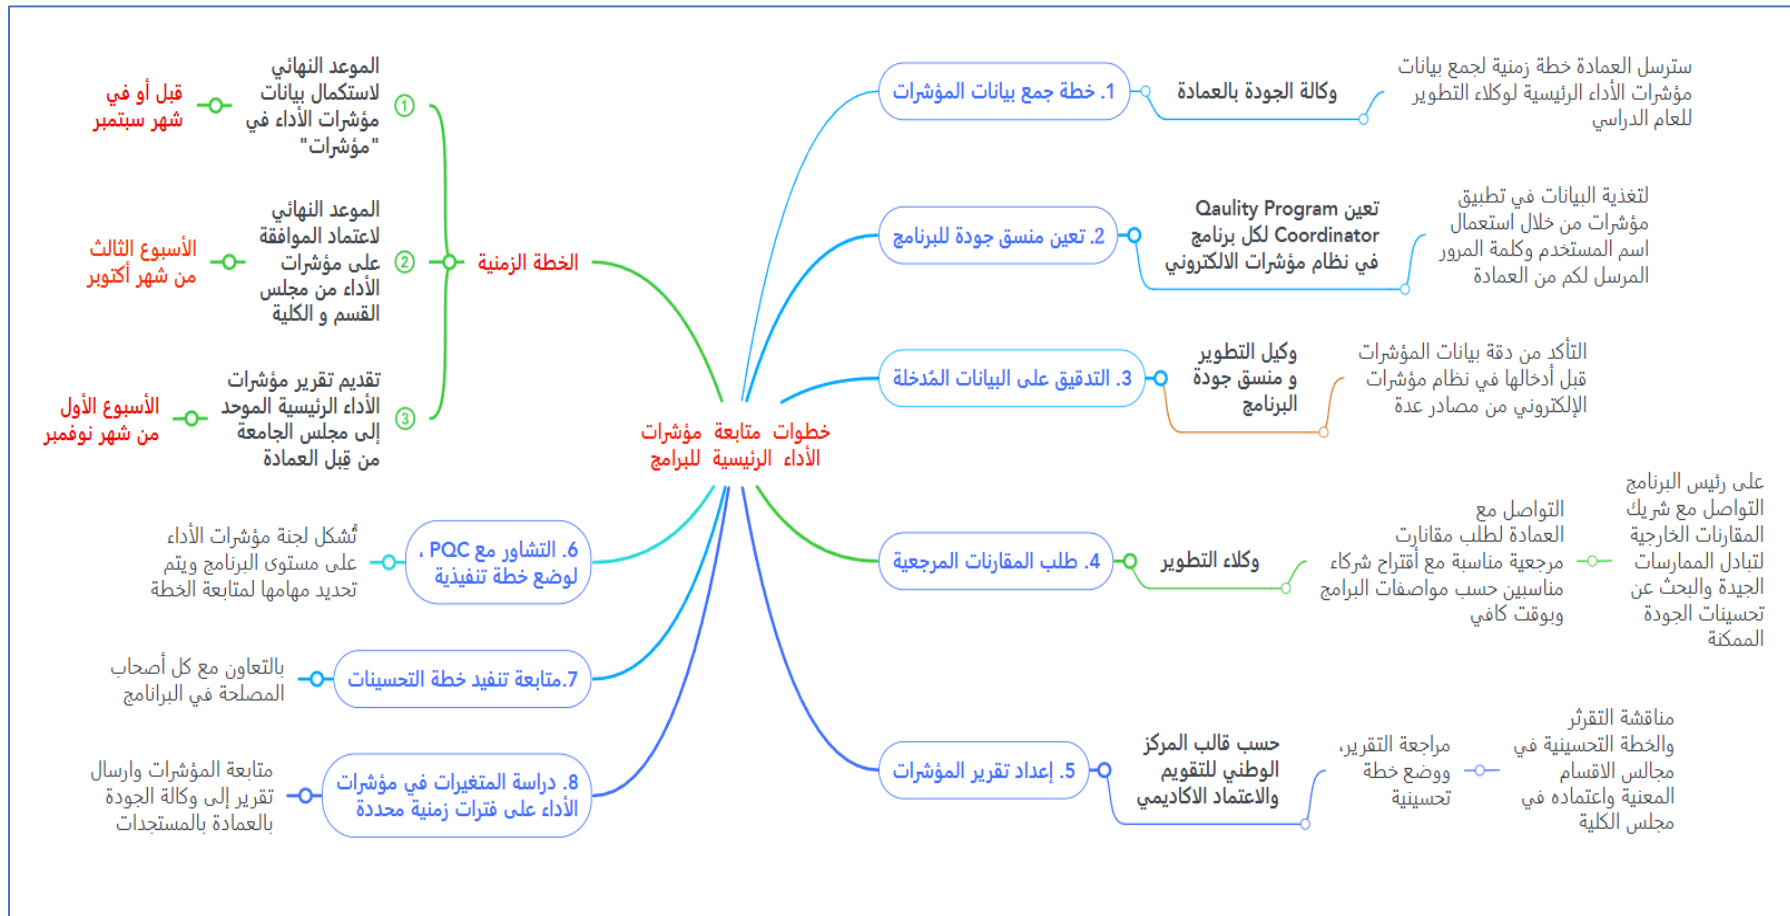 خطوات متابعة مؤشرات
الأداء الرئيسية للبرامج
1. خطة جمع بيانات المؤشرات
وكالة الجودة بالعمادة
سترسل العمادة خطة زمنية لجمع بيانات
مؤشرات الأداء الرئيسية لوكلاء التطوير
للعام الدراسي
2. تعين منسق جودة للبرنامج
تعين Qaulity Program
Coordinator لكل برنامج
في نظام مؤشرات الالكتروني
لتغذية البيانات في تطبيق
مؤشرات من خلال استعمال
اسم المستخدم وكلمة المرور
المرسل لكم من العمادة
3. التدقيق على البيانات المُدخلة
وكيل التطوير
و منسق جودة
البرنامج
التأكد من دقة بيانات المؤشرات
قبل أدخالها في نظام مؤشرات
الإلكتروني من مصادر عدة
4. طلب المقارنات المرجعية
وكلاء التطوير
التواصل مع
العمادة لطلب مقانارت
مرجعية مناسبة مع أقتراح شركاء
مناسبين حسب مواصفات البرامج
وبوقت كافي
على رئيس البرنامج
التواصل مع شريك
المقارنات الخارجية
لتبادل الممارسات
الجيدة والبحث عن
تحسينات الجودة
الممكنة
5. إعداد تقرير المؤشرات
حسب قالب المركز
الوطني للتقويم
والاعتماد الاكاديمي
مراجعة التقرير،
ووضع خطة
تحسينية
مناقشة التقرثر
والخطة التحسينية في
مجالس الاقسام
المعنية واعتماده في
مجلس الكلية
الخطة الزمنية
1
الموعد النهائي
لاستكمال بيانات
مؤشرات الأداء في
"مؤشرات"
قبل أو في
شهر سبتمبر
2
الموعد النهائي
لاعتماد الموافقة
على مؤشرات
الأداء من مجلس
القسم و الكلية
الأسبوع الثالث
من شهر أكتوبر
3
تقديم تقرير مؤشرات
الأداء الرئيسية الموحد
إلى مجلس الجامعة
من قِبل العمادة
الأسبوع الأول
من شهر نوفمبر
6. التشاور مع PQC ،
لوضع خطة تنفيذية
تُشكل لجنة مؤشرات الأداء
على مستوى البرنامج ويتم
تحديد مهامها لمتابعة الخطة
7.متابعة تنفيد خطة التحسينات
بالتعاون مع كل أصحاب
المصلحة في البرانامج
8. دراسة المتغيرات في مؤشرات
الأداء على فترات زمنية محددة
متابعة المؤشرات وارسال
تقرير إلى وكالة الجودة
بالعمادة بالمستجدات